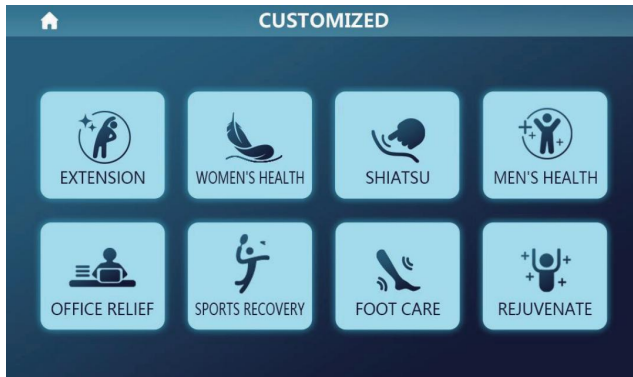 CUSTOMIZED
EXTENSION
WOMEN'S HEALTH
SHIATSU
MEN'S HEALTH
OFFICE RELIEF
SPORTS RECOVERY
FOOT CARE
REJUVENATE